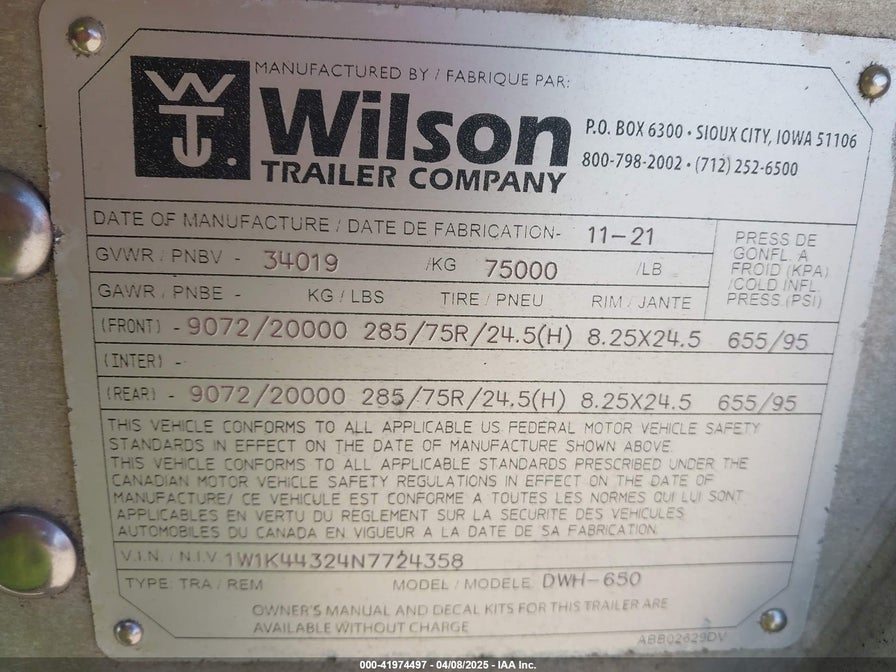 MANUFACTURED BY / FABRIQUE PAR:
WT
Wilson
TRAILER COMPANY
P.O. BOX 6300 • SIOUX CITY, IOWA 51106
800-798-2002 • (712) 252-6500
DATE OF MANUFACTURE / DATE DE FABRICATION- 11-21
GVWR / PNBV - 34019 /KG 75000 /LB
PRESS DE
GONFL A
FROID (KPA)
/COLD INFL
PRESS (PSI)
GAWR / PNBE - KG / LBS TIRE / PNEU RIM / JANTE
(FRONT) - 9072/20000 285/75R/24.5(H) 8.25X24.5 655/95
(INTER) -
(REAR) - 9072/20000 285/75R/24.5(H) 8.25X24.5 655/95
THIS VEHICLE CONFORMS TO ALL APPLICABLE US FEDERAL MOTOR VEHICLE SAFETY
STANDARDS IN EFFECT ON THE DATE OF MANUFACTURE SHOWN ABOVE.
THIS VEHICLE CONFORMS TO ALL APPLICABLE STANDARDS PRESCRIBED UNDER THE
CANADIAN MOTOR VEHICLE SAFETY REGULATIONS IN EFFECT ON THE DATE OF
MANUFACTURE/ CE VEHICULE EST CONFORME A TOUTES LES NORMES QUI LUI SONT
APPLICABLES EN VERTU DU REGLEMENT SUR LA SECURITE DES VEHICULES
AUTOMOBILES DU CANADA EN VIGUEUR A LA DATE DE SA FABRICATION.
V.I.N. / N.I.V. 1W1K44324N7724358
TYPE: TRA / REM MODEL / MODELE DWH-650
OWNER'S MANUAL AND DECAL KITS FOR THIS TRAILER ARE
AVAILABLE WITHOUT CHARGE
ABB02629DV
000-41974497 - 04/08/2025 - IAA Inc.